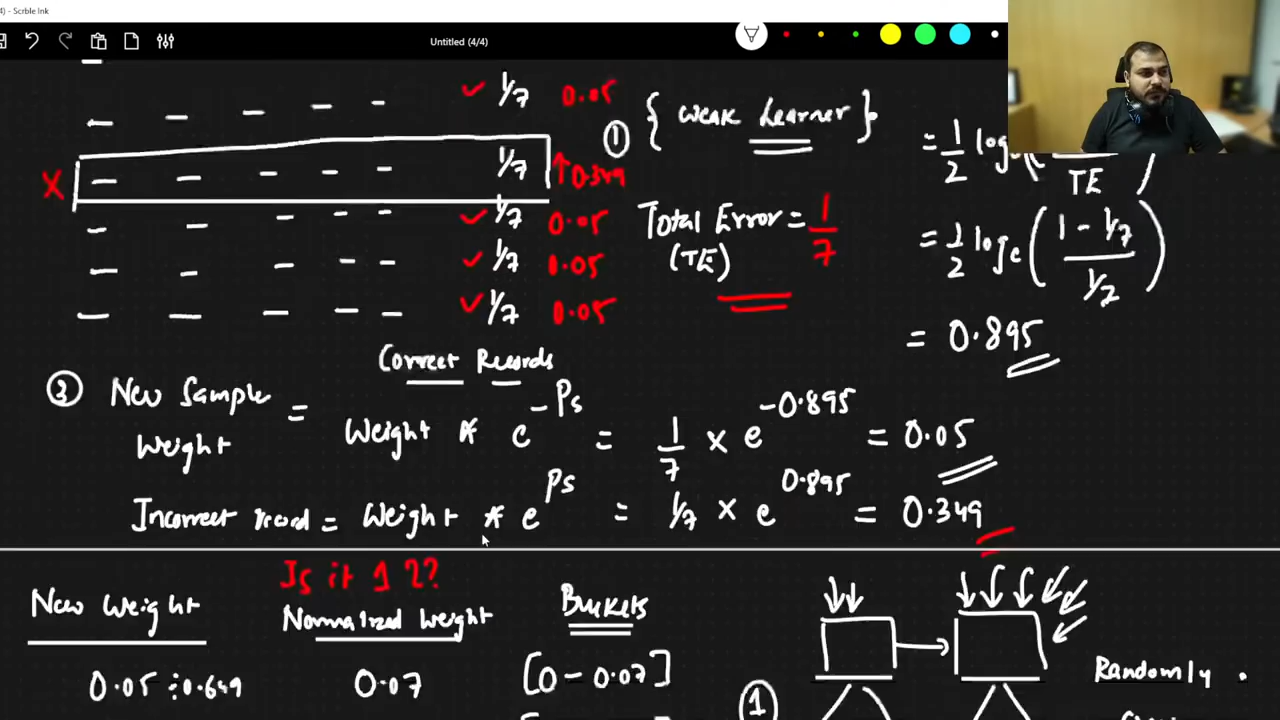 4) - Scrble Ink
Untitled (4/4)
1/7 0.05
① { Weak Learner }
= 1/2 log TE
X 1/7 ↑0.349
✓ 1/7 0.05
Total Error = 1/7
(TE)
= 1/2 loge (1 - 1/7 / 1/7)
✓ 1/7 0.05
✓ 1/7 0.05
= 0.895
Correct Records
③ New Sample Weight = Weight * e^-Ps = 1/7 × e^-0.895 = 0.05
Incorrect record = Weight * e^Ps = 1/7 × e^0.895 = 0.349
Is it 1 ??
New Weight Normalized Weight Buckets
0.05 ÷ 0.649 0.07 [0 - 0.07]
Randomly
①